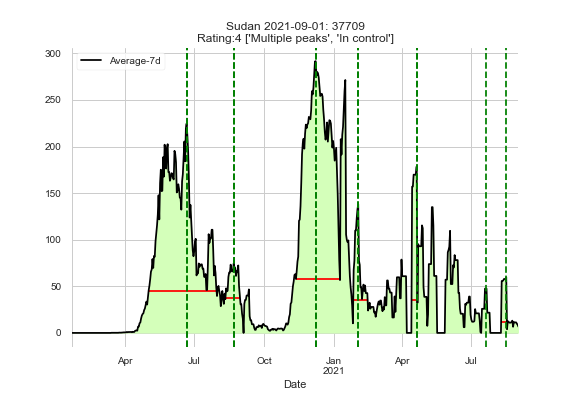 Sudan 2021-09-01: 37709
Rating:4 ['Multiple peaks', 'In control']
Average-7d
300
250
200
150
100
50
0
Apr Jul Oct Jan Apr Jul
2021
Date